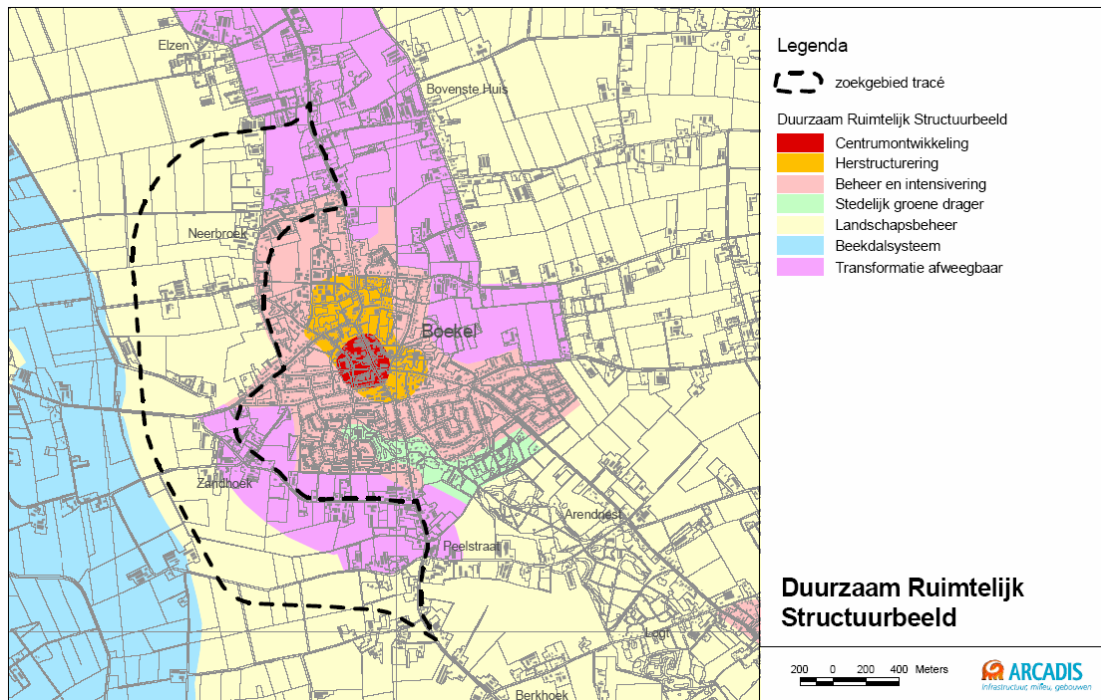 Elzen
Bovenste Huis
Neerbroek
Boekel
Zandhoek
Arendnest
Peelstraat
Logt
Berkhoek
Legenda
zoekgebied tracé
Duurzaam Ruimtelijk Structuurbeeld
Centrumontwikkeling
Herstructurering
Beheer en intensivering
Stedelijk groene drager
Landschapsbeheer
Beekdalsysteem
Transformatie afweegbaar
Duurzaam Ruimtelijk
Structuurbeeld
200 0 200 400 Meters
ARCADIS
Infrastructuur, milieu, gebouwen